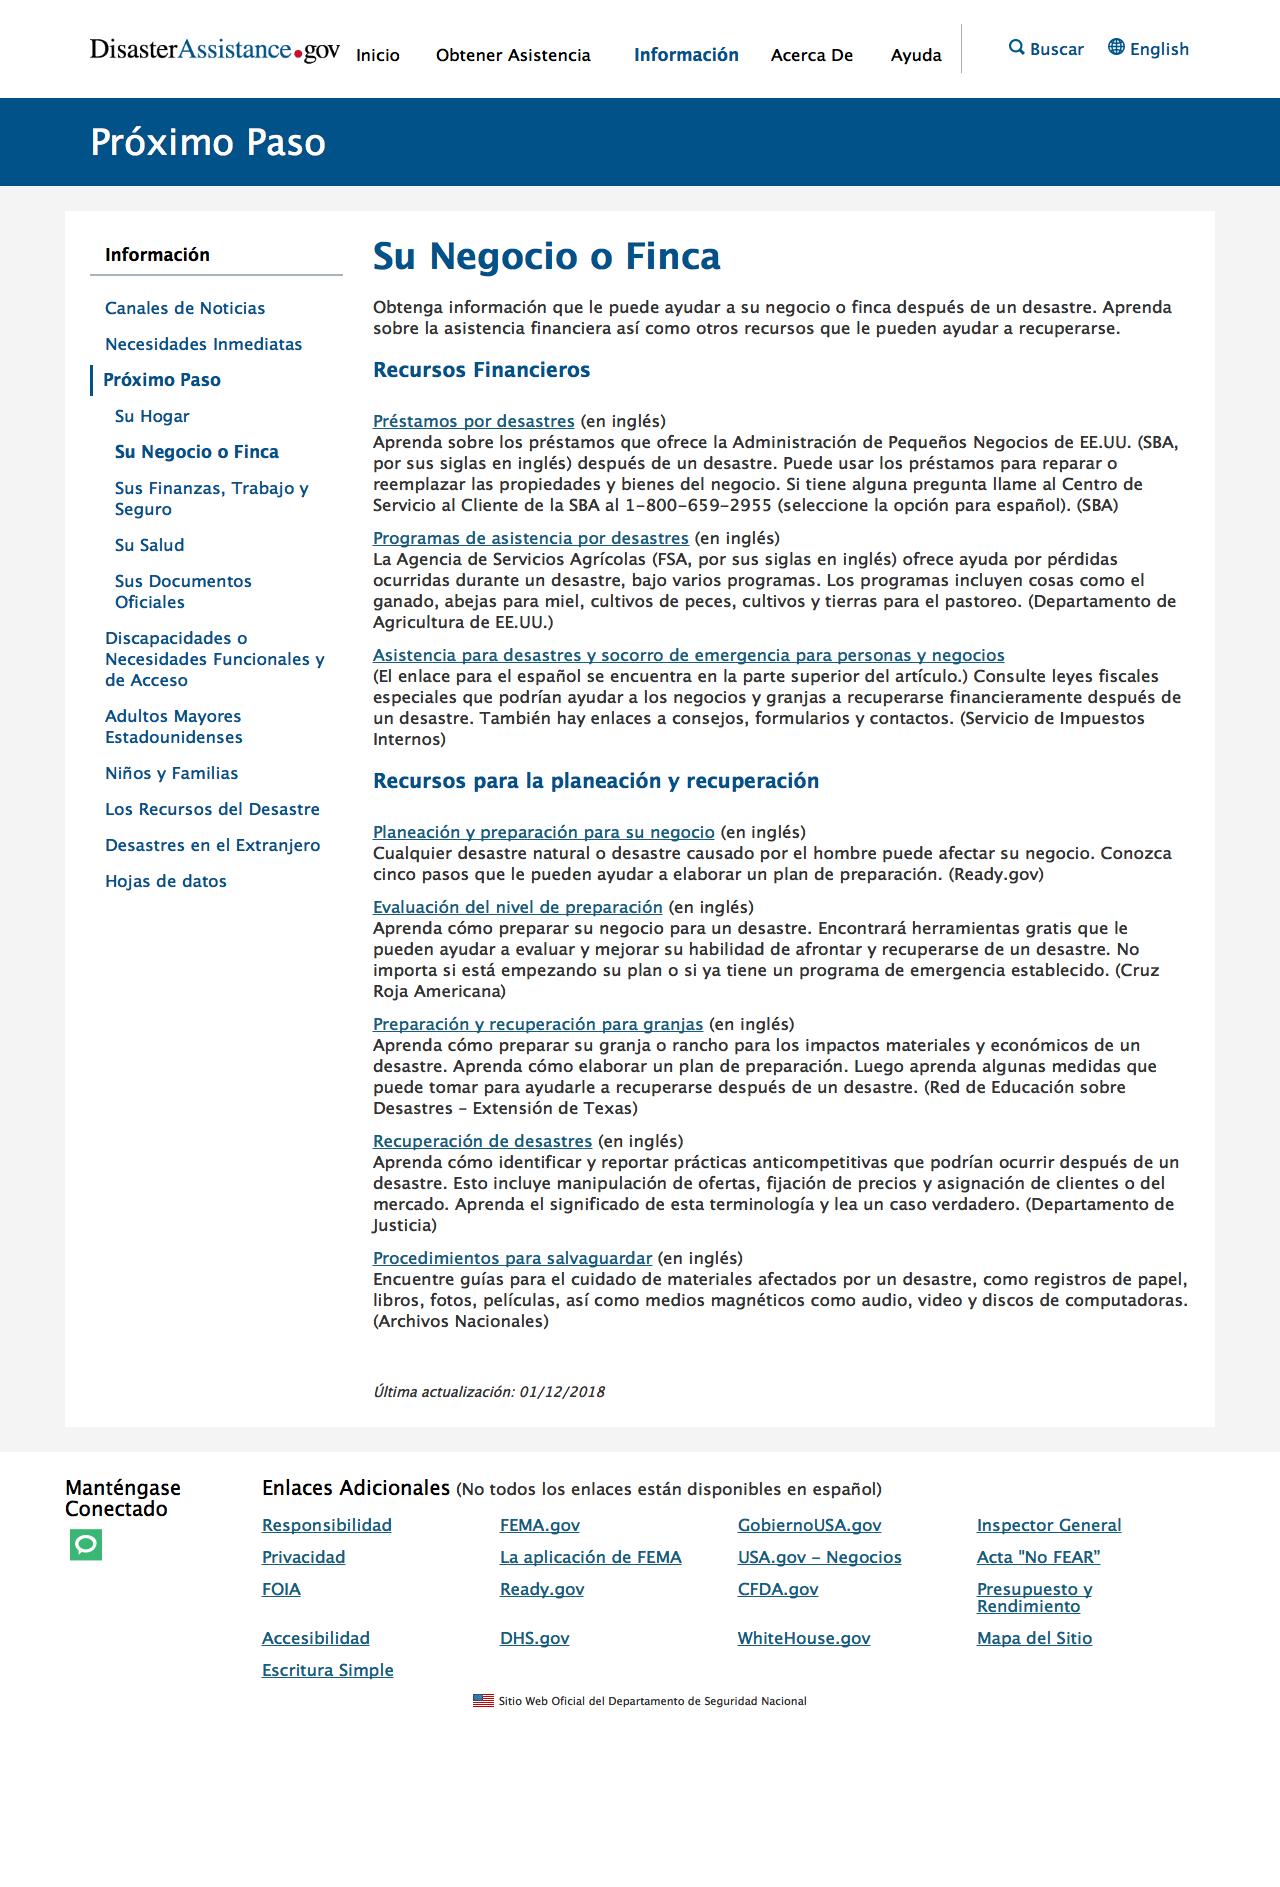 DisasterAssistance.gov
Inicio
Obtener Asistencia
Información
Acerca De
Ayuda
Buscar
English
Próximo Paso
Información
Canales de Noticias
Necesidades Inmediatas
Próximo Paso
Su Hogar
Su Negocio o Finca
Sus Finanzas, Trabajo y
Seguro
Su Salud
Sus Documentos
Oficiales
Discapacidades o
Necesidades Funcionales y
de Acceso
Adultos Mayores
Estadounidenses
Niños y Familias
Los Recursos del Desastre
Desastres en el Extranjero
Hojas de datos
Su Negocio o Finca
Obtenga información que le puede ayudar a su negocio o finca después de un desastre. Aprenda
sobre la asistencia financiera así como otros recursos que le pueden ayudar a recuperarse.
Recursos Financieros
Préstamos por desastres (en inglés)
Aprenda sobre los préstamos que ofrece la Administración de Pequeños Negocios de EE.UU. (SBA,
por sus siglas en inglés) después de un desastre. Puede usar los préstamos para reparar o
reemplazar las propiedades y bienes del negocio. Si tiene alguna pregunta llame al Centro de
Servicio al Cliente de la SBA al 1-800-659-2955 (seleccione la opción para español). (SBA)
Programas de asistencia por desastres (en inglés)
La Agencia de Servicios Agrícolas (FSA, por sus siglas en inglés) ofrece ayuda por pérdidas
ocurridas durante un desastre, bajo varios programas. Los programas incluyen cosas como el
ganado, abejas para miel, cultivos de peces, cultivos y tierras para el pastoreo. (Departamento de
Agricultura de EE.UU.)
Asistencia para desastres y socorro de emergencia para personas y negocios
(El enlace para el español se encuentra en la parte superior del artículo.) Consulte leyes fiscales
especiales que podrían ayudar a los negocios y granjas a recuperarse financieramente después de
un desastre. También hay enlaces a consejos, formularios y contactos. (Servicio de Impuestos
Internos)
Recursos para la planeación y recuperación
Planeación y preparación para su negocio (en inglés)
Cualquier desastre natural o desastre causado por el hombre puede afectar su negocio. Conozca
cinco pasos que le pueden ayudar a elaborar un plan de preparación. (Ready.gov)
Evaluación del nivel de preparación (en inglés)
Aprenda cómo preparar su negocio para un desastre. Encontrará herramientas gratis que le
pueden ayudar a evaluar y mejorar su habilidad de afrontar y recuperarse de un desastre. No
importa si está empezando su plan o si ya tiene un programa de emergencia establecido. (Cruz
Roja Americana)
Preparación y recuperación para granjas (en inglés)
Aprenda cómo preparar su granja o rancho para los impactos materiales y económicos de un
desastre. Aprenda cómo elaborar un plan de preparación. Luego aprenda algunas medidas que
puede tomar para ayudarle a recuperarse después de un desastre. (Red de Educación sobre
Desastres – Extensión de Texas)
Recuperación de desastres (en inglés)
Aprenda cómo identificar y reportar prácticas anticompetitivas que podrían ocurrir después de un
desastre. Esto incluye manipulación de ofertas, fijación de precios y asignación de clientes o del
mercado. Aprenda el significado de esta terminología y lea un caso verdadero. (Departamento de
Justicia)
Procedimientos para salvaguardar (en inglés)
Encuentre guías para el cuidado de materiales afectados por un desastre, como registros de papel,
libros, fotos, películas, así como medios magnéticos como audio, video y discos de computadoras.
(Archivos Nacionales)
Última actualización: 01/12/2018
Manténgase
Conectado
Enlaces Adicionales (No todos los enlaces están disponibles en español)
Responsibilidad
FEMA.gov
GobiernoUSA.gov
Inspector General
Privacidad
La aplicación de FEMA
USA.gov – Negocios
Acta "No FEAR”
FOIA
Ready.gov
CFDA.gov
Presupuesto y
Rendimiento
Accesibilidad
DHS.gov
WhiteHouse.gov
Mapa del Sitio
Escritura Simple
Sitio Web Oficial del Departamento de Seguridad Nacional